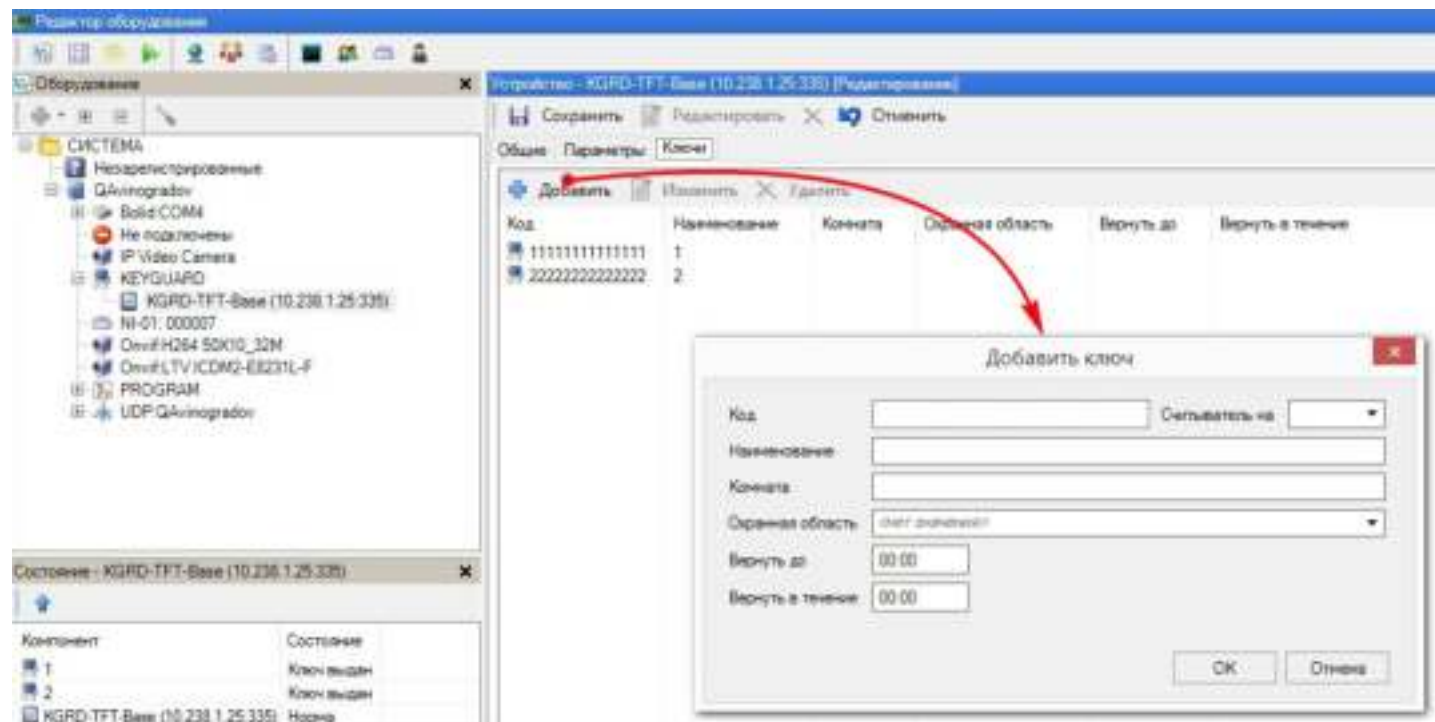 Редактор оборудования
Оборудование
СИСТЕМА
Незарегистрированные
QAvinogradov
Bolid:COM4
Не подключены
IP Video Camera
KEYGUARD
KGRD-TFT-Base (10.238.1.25:335)
NI-01: 000007
Onvif:H264 50X10_32M
Onvif:LTV ICDM2-E8231L-F
PROGRAM
UDP:QAvinogradov
Состояние - KGRD-TFT-Base (10.238.1.25:335)
Компонент Состояние
1 Ключ выдан
2 Ключ выдан
KGRD-TFT-Base (10.238.1.25:335) Норма
Устройство - KGRD-TFT-Base (10.238.1.25:335) [Редактирование]
Сохранить Редактировать Отменить
Общие Параметры Ключи
Добавить Изменить Удалить
Код Наименование Комната Охранная область Вернуть до Вернуть в течение
11111111111111 1
22222222222222 2
Добавить ключ
Код Считыватель на
Наименование
Комната
Охранная область <нет значения>
Вернуть до 00:00
Вернуть в течение 00:00
OK Отмена